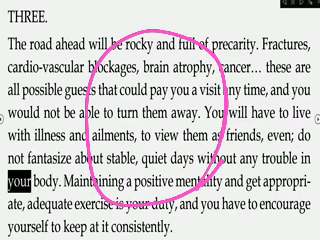 THREE.
The road ahead will be rocky and full of precarity. Fractures,
cardio-vascular blockages, brain atrophy, cancer… these are
all possible guests that could pay you a visit any time, and you
would not be able to turn them away. You will have to live
with illness and ailments, to view them as friends, even; do
not fantasize about stable, quiet days without any trouble in
your body. Maintaining a positive mentality and get appropri-
ate, adequate exercise is your duty, and you have to encourage
yourself to keep at it consistently.